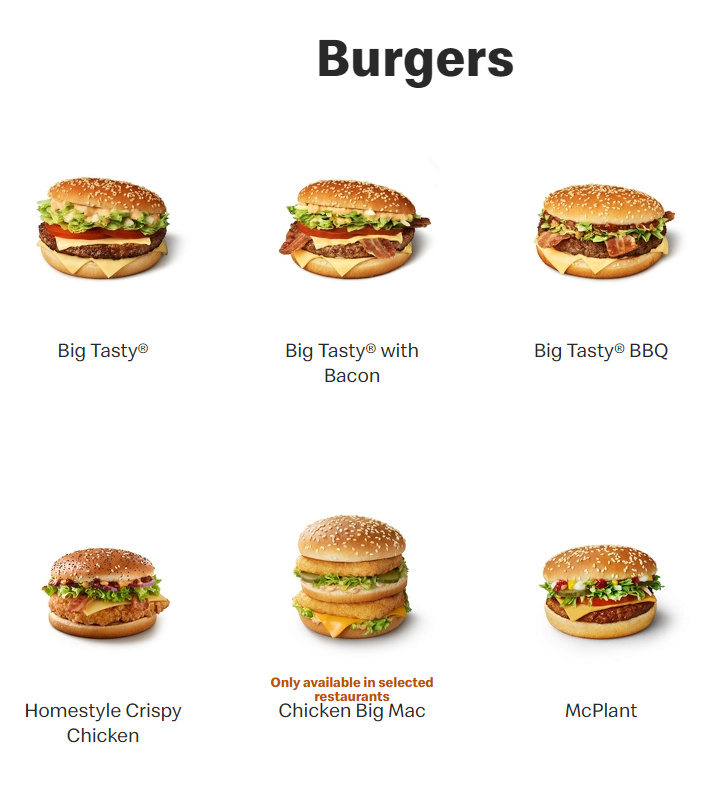 Burgers
Big Tasty®
Big Tasty® with
Bacon
Big Tasty® BBQ
Homestyle Crispy
Chicken
Only available in selected
restaurants
Chicken Big Mac
McPlant